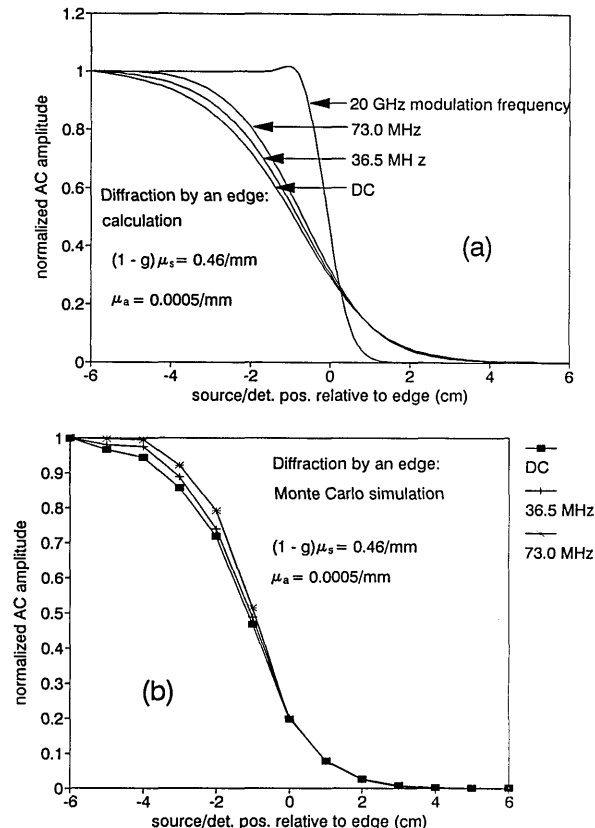 1.2
1
0.8
0.6
0.4
0.2
0
-6
-4
-2
0
2
4
6
normalized AC amplitude
source/det. pos. relative to edge (cm)
20 GHz modulation frequency
73.0 MHz
36.5 MH z
DC
Diffraction by an edge:
calculation
(1 - g)μs = 0.46/mm
μa = 0.0005/mm
(a)
1
0.9
0.8
0.7
0.6
0.5
0.4
0.3
0.2
0.1
0
-6
-4
-2
0
2
4
6
normalized AC amplitude
source/det. pos. relative to edge (cm)
Diffraction by an edge:
Monte Carlo simulation
(1 - g)μs = 0.46/mm
μa = 0.0005/mm
(b)
DC
36.5 MHz
73.0 MHz